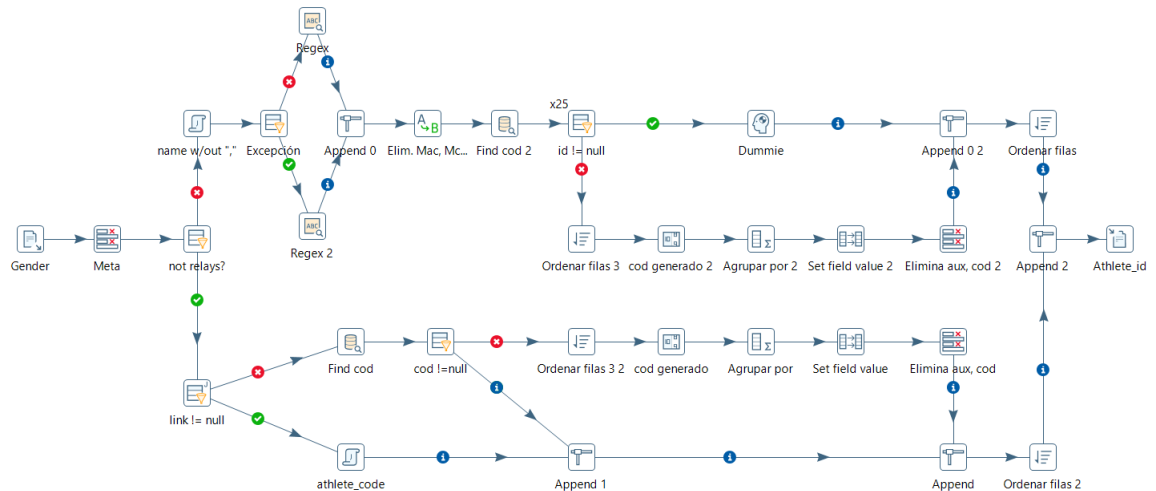 Regex
x25
name w/out ","
Excepción
Append 0
Elim. Mac, Mc...
Find cod 2
id != null
Dummie
Append 0 2
Ordenar filas
Regex 2
Gender
Meta
not relays?
Ordenar filas 3
cod generado 2
Agrupar por 2
Set field value 2
Elimina aux, cod 2
Append 2
Athlete_id
Find cod
cod !=null
Ordenar filas 3 2
cod generado
Agrupar por
Set field value
Elimina aux, cod
link != null
athlete_code
Append 1
Append
Ordenar filas 2